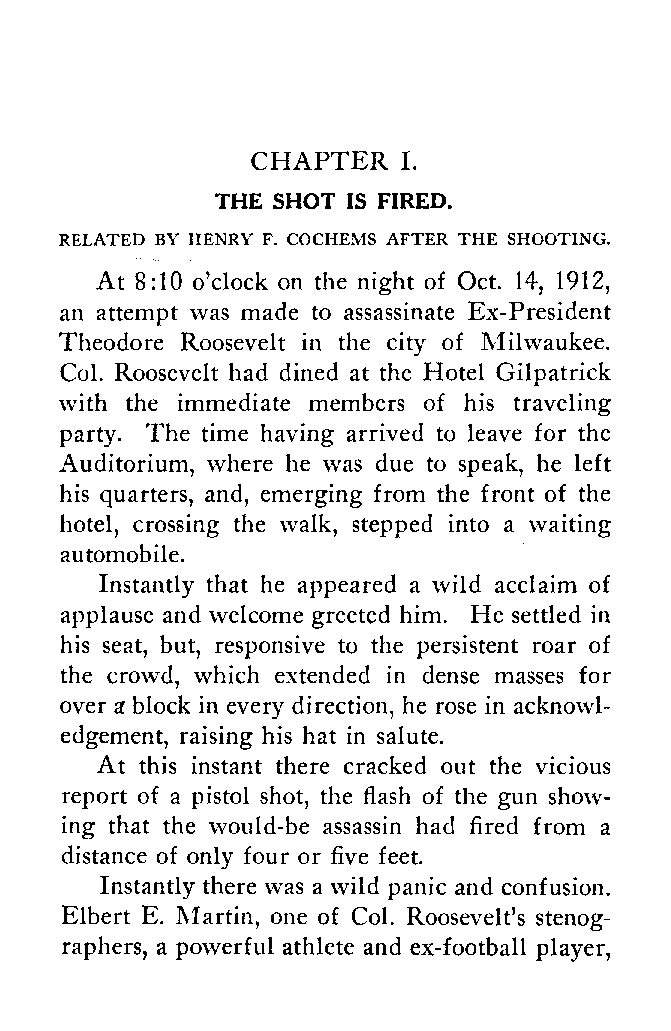 CHAPTER I.
THE SHOT IS FIRED.
RELATED BY HENRY F. COCHEMS AFTER THE SHOOTING.
At 8:10 o'clock on the night of Oct. 14, 1912,
an attempt was made to assassinate Ex-President
Theodore Roosevelt in the city of Milwaukee.
Col. Roosevelt had dined at the Hotel Gilpatrick
with the immediate members of his traveling
party. The time having arrived to leave for the
Auditorium, where he was due to speak, he left
his quarters, and, emerging from the front of the
hotel, crossing the walk, stepped into a waiting
automobile.
Instantly that he appeared a wild acclaim of
applause and welcome greeted him. He settled in
his seat, but, responsive to the persistent roar of
the crowd, which extended in dense masses for
over a block in every direction, he rose in acknowl-
edgement, raising his hat in salute.
At this instant there cracked out the vicious
report of a pistol shot, the flash of the gun show-
ing that the would-be assassin had fired from a
distance of only four or five feet.
Instantly there was a wild panic and confusion.
Elbert E. Martin, one of Col. Roosevelt's stenog-
raphers, a powerful athlete and ex-football player,